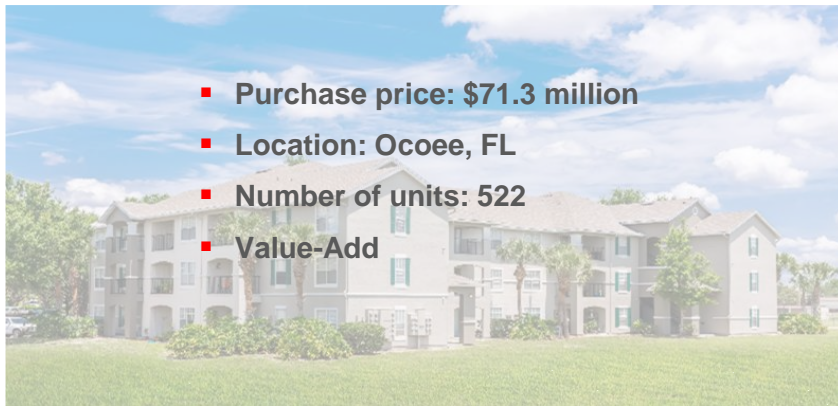 ▪ Purchase price: $71.3 million
▪ Location: Ocoee, FL
▪ Number of units: 522
▪ Value-Add